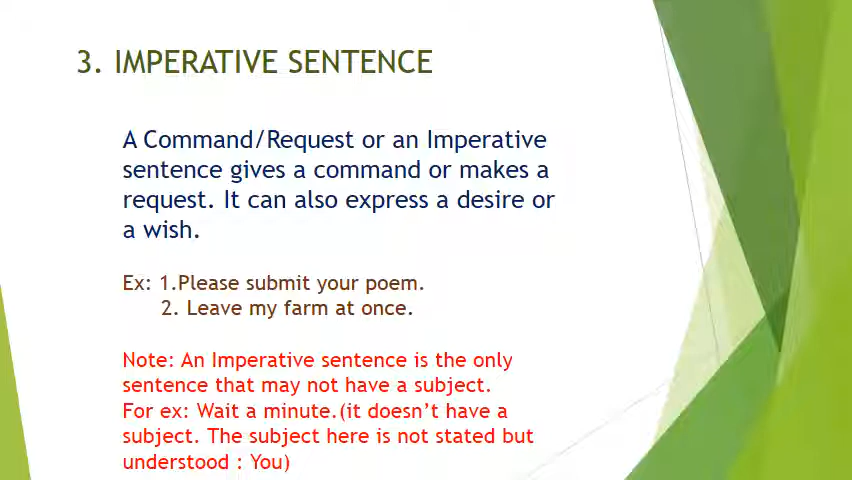 3. IMPERATIVE SENTENCE
A Command/Request or an Imperative
sentence gives a command or makes a
request. It can also express a desire or
a wish.
Ex: 1.Please submit your poem.
2. Leave my farm at once.
Note: An Imperative sentence is the only
sentence that may not have a subject.
For ex: Wait a minute.(it doesn’t have a
subject. The subject here is not stated but
understood : You)